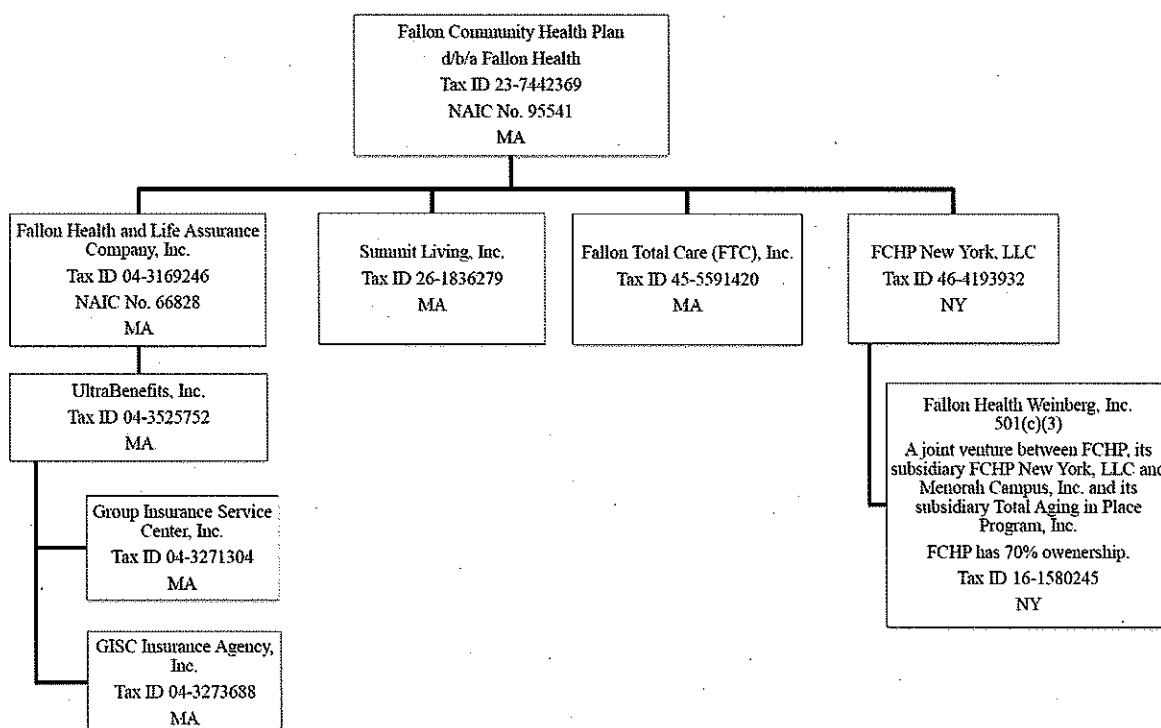 Fallon Community Health Plan
d/b/a Fallon Health
Tax ID 23-7442369
NAIC No. 95541
MA
Fallon Health and Life Assurance
Company, Inc.
Tax ID 04-3169246
NAIC No. 66828
MA
Summit Living, Inc.
Tax ID 26-1836279
MA
Fallon Total Care (FTC), Inc.
Tax ID 45-5591420
MA
FCHP New York, LLC
Tax ID 46-4193932
NY
UltraBenefits, Inc.
Tax ID 04-3525752
MA
Group Insurance Service
Center, Inc.
Tax ID 04-3271304
MA
GISC Insurance Agency,
Inc.
Tax ID 04-3273688
MA
Fallon Health Weinberg, Inc.
501(c)(3)
A joint venture between FCHP, its
subsidiary FCHP New York, LLC and
Menorah Campus, Inc. and its
subsidiary Total Aging in Place
Program, Inc.
FCHP has 70% owenership.
Tax ID 16-1580245
NY